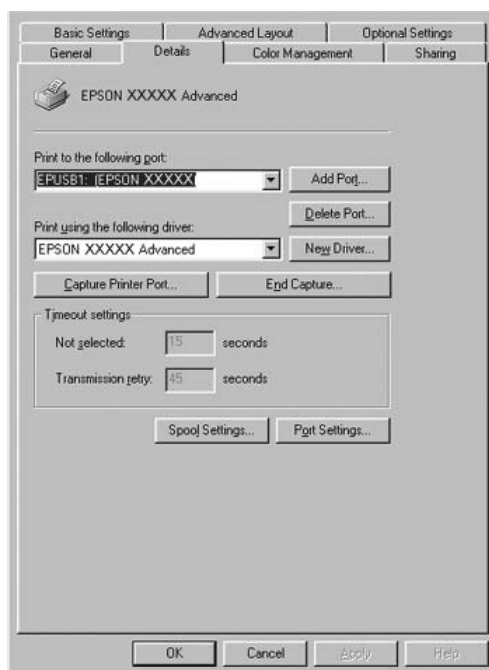 Basic Settings Advanced Layout Optional Settings
General Details Color Management Sharing
EPSON XXXXX Advanced
Print to the following port:
EPUSB1: (EPSON XXXXX Add Port...
Delete Port...
Print using the following driver:
EPSON XXXXX Advanced New Driver...
Capture Printer Port... End Capture...
Timeout settings
Not selected: 15 seconds
Transmission retry: 45 seconds
Spool Settings... Port Settings...
OK Cancel Apply Help